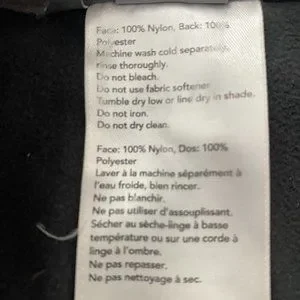 Face: 100% Nylon, Back: 100%
Polyester
Machine wash cold separately,
rinse thoroughly.
Do not bleach.
Do not use fabric softener.
Tumble dry low or line dry in shade.
Do not iron.
Do not dry clean.
Face: 100% Nylon, Dos: 100%
Polyester
Laver à la machine séparément à
l'eau froide, bien rincer.
Ne pas blanchir.
Ne pas utiliser d'assouplissant.
Sécher au sèche-linge à basse
température ou sur une corde à
linge à l'ombre.
Ne pas repasser.
Ne pas nettoyage à sec.